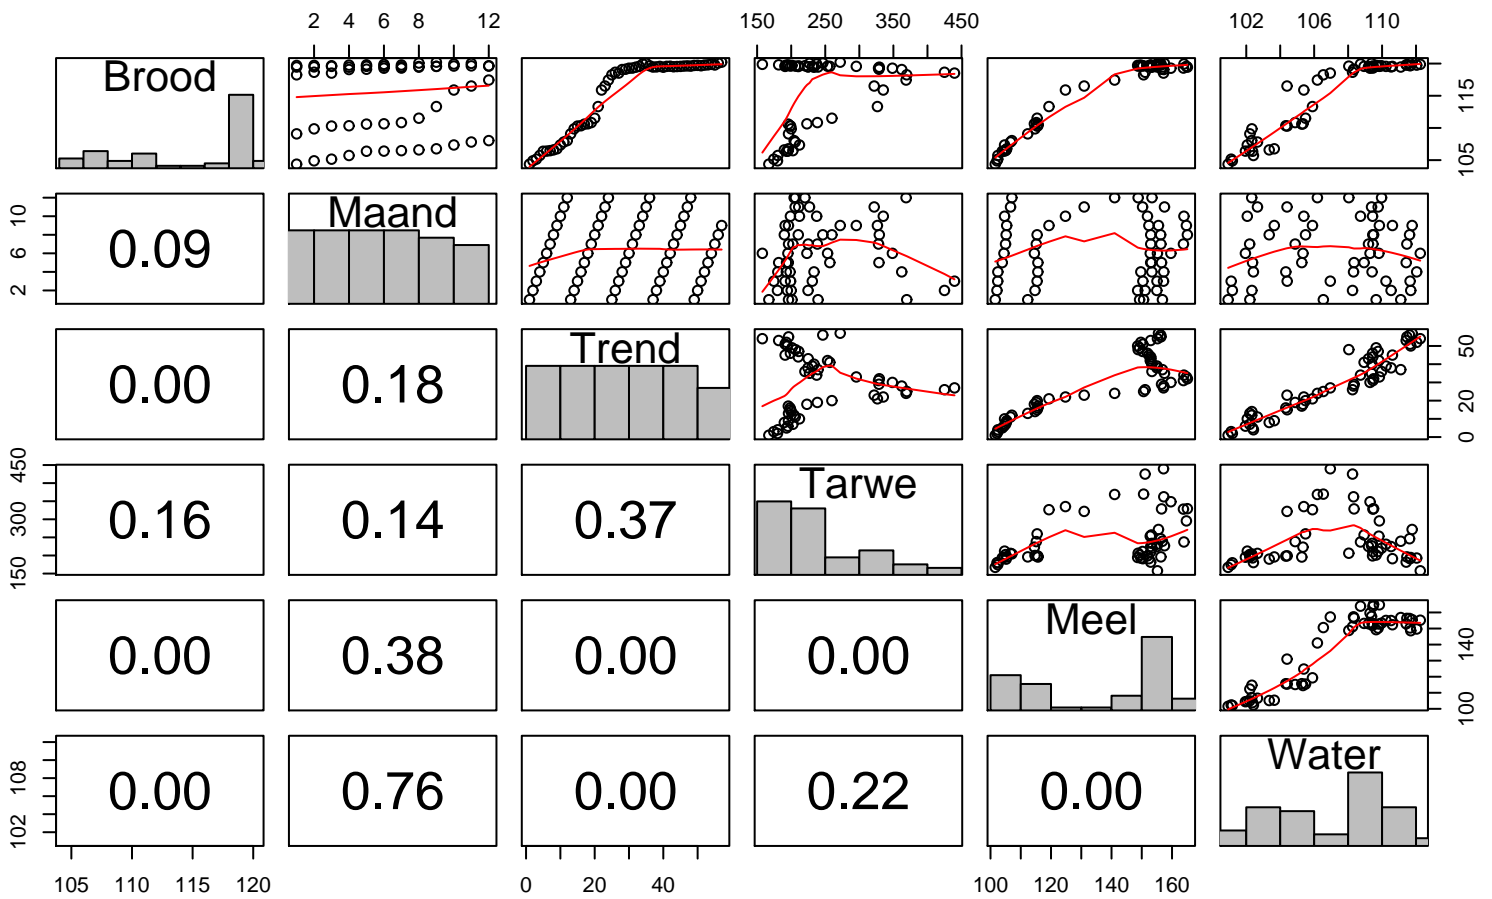 2 4 6 8 12 150 250 350 450 102 106 110
Brood 105 115
2 6 10 0.09 Maand
0.00 0.18 Trend 0 20 50
150 300 450 0.16 0.14 0.37 Tarwe
0.00 0.38 0.00 0.00 Meel 100 140
102 108 0.00 0.76 0.00 0.22 0.00 Water
105 110 115 120 0 20 40 100 120 140 160